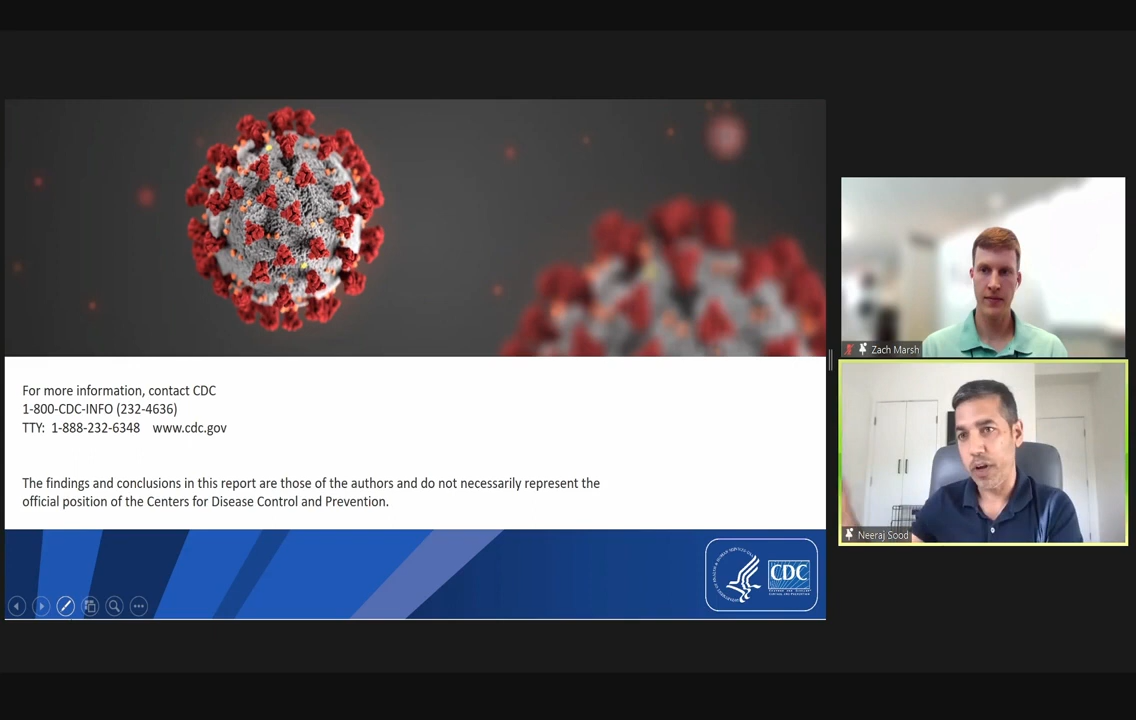 For more information, contact CDC
1-800-CDC-INFO (232-4636)
TTY: 1-888-232-6348 www.cdc.gov
The findings and conclusions in this report are those of the authors and do not necessarily represent the
official position of the Centers for Disease Control and Prevention.
CDC
Zach Marsh
Neeraj Sood